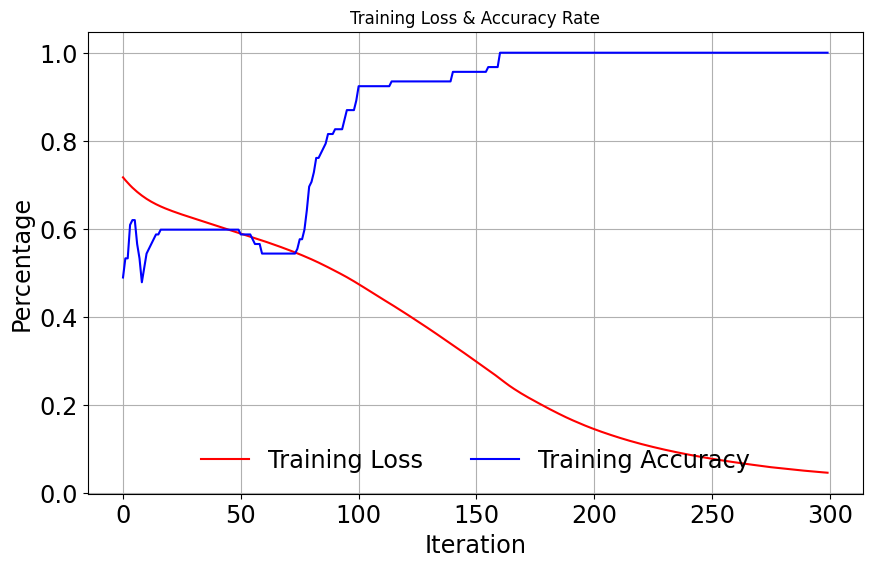 Training Loss & Accuracy Rate
1.0
0.8
0.6
0.4
0.2
0.0
Percentage
Training Loss
Training Accuracy
0 50 100 150 200 250 300
Iteration